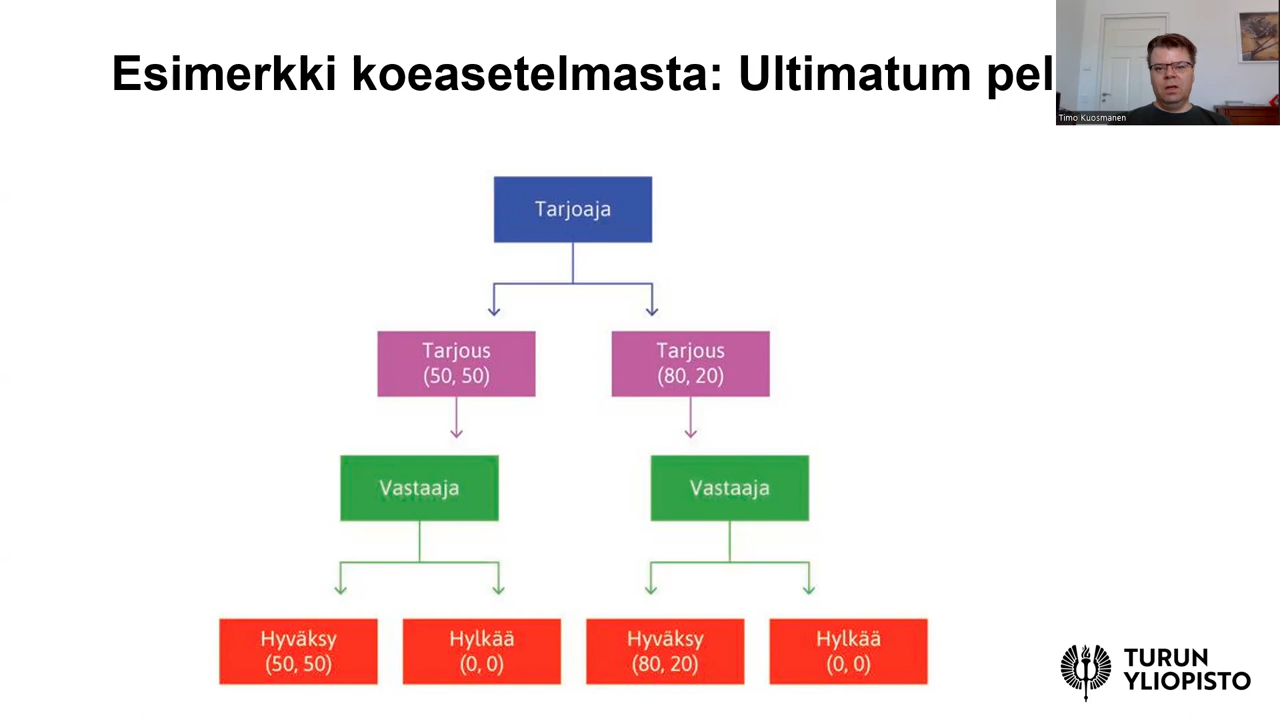 Esimerkki koeasetelmasta: Ultimatum pel
Timo Kuosmanen
Tarjoaja
Tarjous
(50, 50)
Tarjous
(80, 20)
Vastaaja
Vastaaja
Hyväksy
(50, 50)
Hylkää
(0, 0)
Hyväksy
(80, 20)
Hylkää
(0, 0)
TURUN
YLIOPISTO